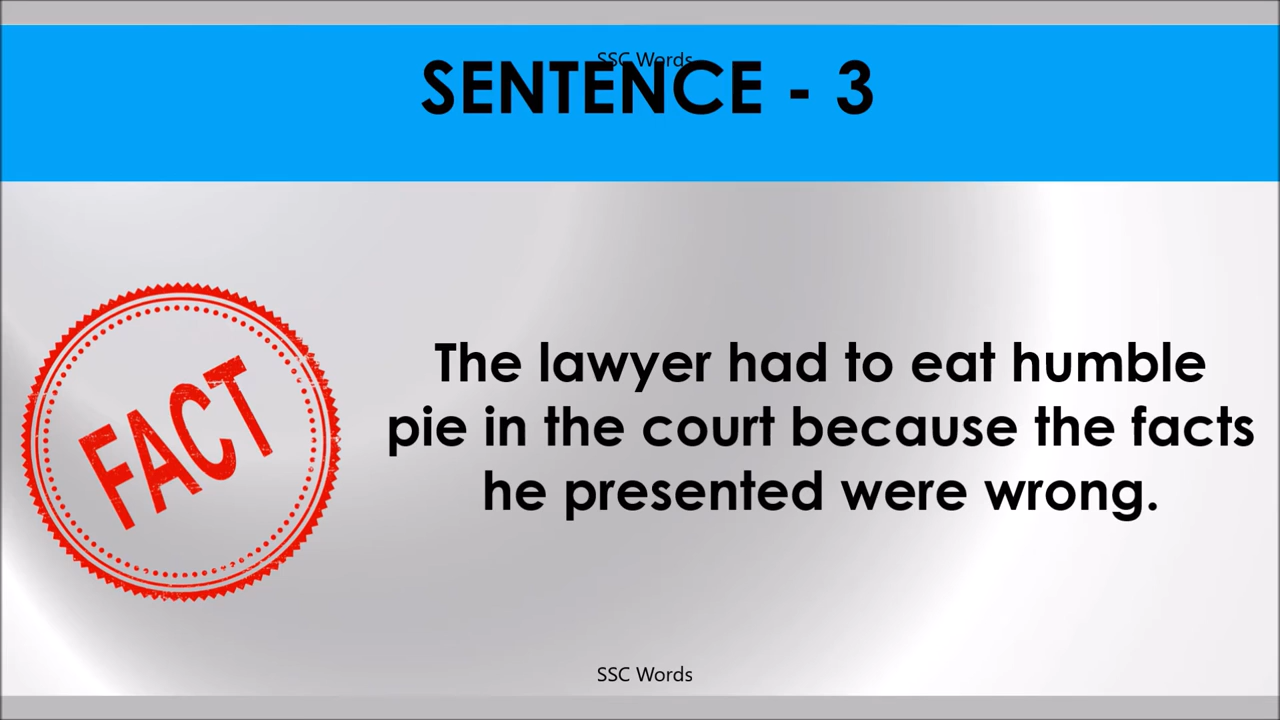 SSC Words
SENTENCE - 3
FACT
The lawyer had to eat humble
pie in the court because the facts
he presented were wrong.
SSC Words